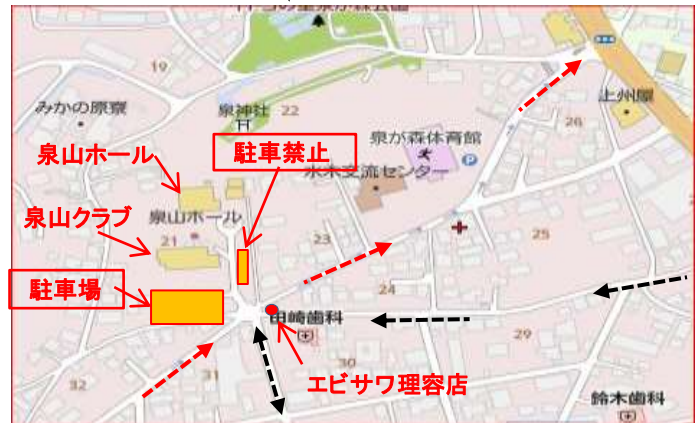 19
みかの原寮
泉神社
22
上州屋
26
泉が森体育館
駐車禁止
泉山ホール
水木交流センター
泉山クラブ
泉山ホール
21
23
25
駐車場
24
田崎歯科
29
31
30
エビサワ理容店
32
鈴木歯科